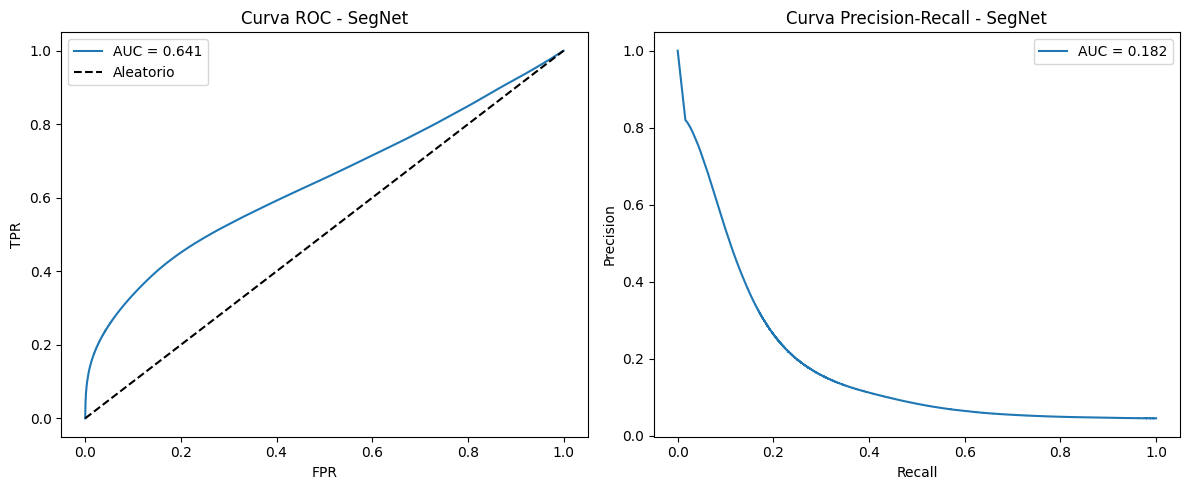 Curva ROC - SegNet
AUC = 0.641
Aleatorio
1.0
0.8
0.6
0.4
0.2
0.0
TPR
0.0 0.2 0.4 0.6 0.8 1.0
FPR
Curva Precision-Recall - SegNet
AUC = 0.182
1.0
0.8
0.6
0.4
0.2
0.0
Precision
0.0 0.2 0.4 0.6 0.8 1.0
Recall